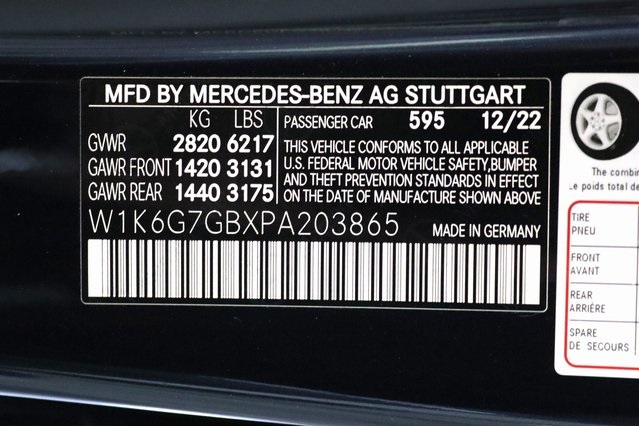 MFD BY MERCEDES-BENZ AG STUTTGART
KG LBS PASSENGER CAR 595 12/22
GVWR 2820 6217
GAWR FRONT 1420 3131
GAWR REAR 1440 3175
THIS VEHICLE CONFORMS TO ALL APPLICABLE
U.S. FEDERAL MOTOR VEHICLE SAFETY,BUMPER
AND THEFT PREVENTION STANDARDS IN EFFECT
ON THE DATE OF MANUFACTURE SHOWN ABOVE
W1K6G7GBXPA203865 MADE IN GERMANY
The
poids total
TIRE
PNEU
FRONT
AVANT
REAR
ARRIÈRE
SPARE
DE SECOURS